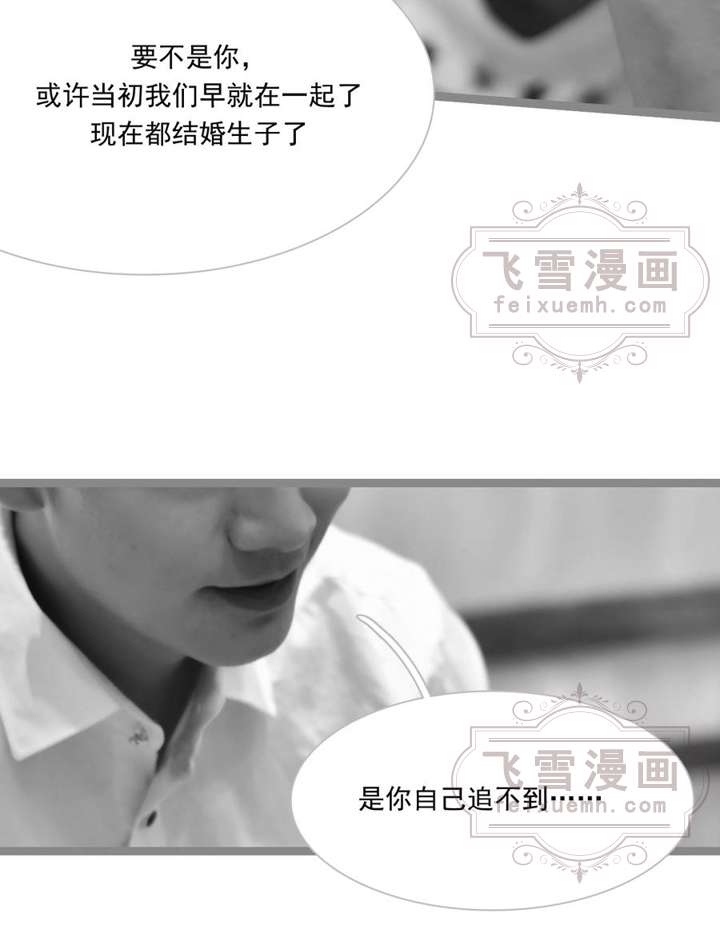 要不是你，
或许当初我们早就在一起了
现在都结婚生子了
飞雪漫画
feixuemh.com
飞雪漫画
feixuemh.com
是你自己追不到……